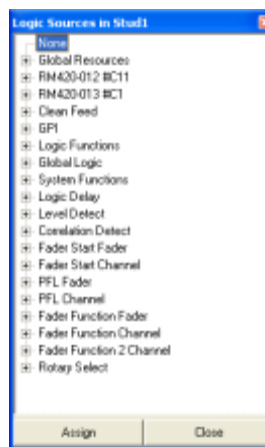 Logic Sources in Stud1
None
Global Resources
RM420-012 #C11
RM420-013 #C1
Clean Feed
GPI
Logic Functions
Global Logic
System Functions
Logic Delay
Level Detect
Correlation Detect
Fader Start Fader
Fader Start Channel
PFL Fader
PFL Channel
Fader Function Fader
Fader Function Channel
Fader Function 2 Channel
Rotary Select
Assign Close